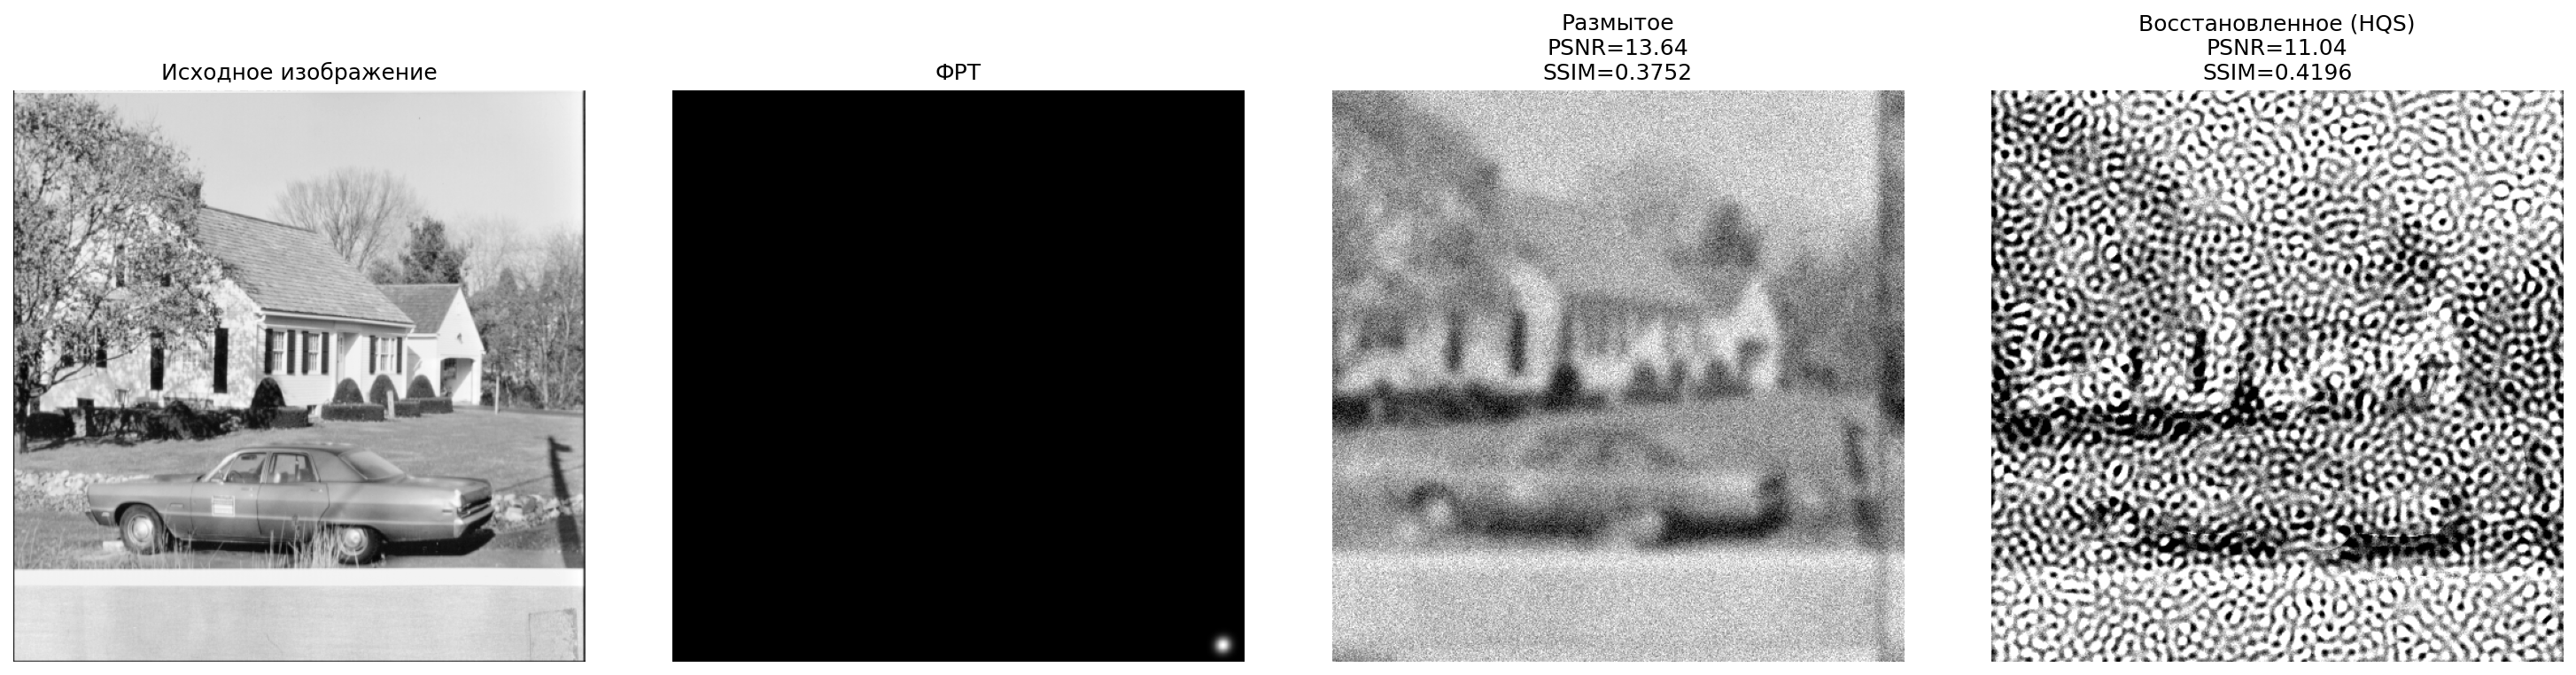 Исходное изображение
ФРТ
Размытое
PSNR=13.64
SSIM=0.3752
Восстановленное (HQS)
PSNR=11.04
SSIM=0.4196